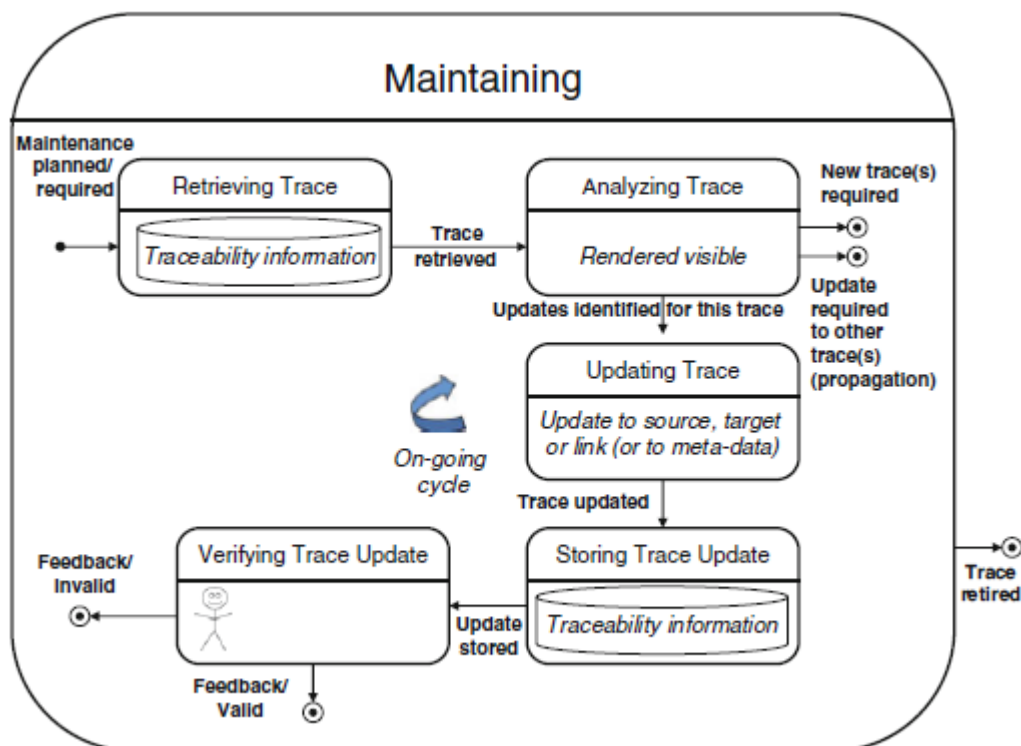 Maintaining
Maintenance
planned/
required
Retrieving Trace
Traceability information
Trace
retrieved
Analyzing Trace
Rendered visible
New trace(s)
required
Update
required
to other
trace(s)
(propagation)
Updates identified for this trace
Updating Trace
Update to source, target
or link (or to meta-data)
On-going
cycle
Trace updated
Storing Trace Update
Traceability information
Update
stored
Verifying Trace Update
Feedback/
Invalid
Feedback/
Valid
Trace
retired